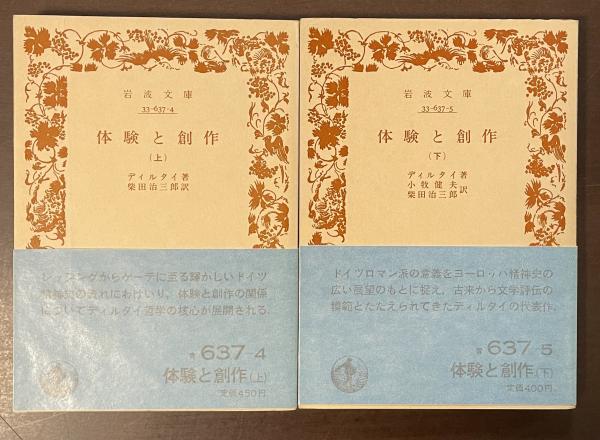 岩波文庫
33-637-4
体験と創作
(上)
ディルタイ著
柴田治三郎訳
レッシングからゲーテに至る輝かしいドイツ
精神史の流れにわけいり、体験と創作の関係
についてディルタイ哲学の核心が展開される.
青 637-4
体験と創作(上)
定価450円
岩波文庫
33-637-5
体験と創作
(下)
ディルタイ著
小牧健夫
柴田治三郎 訳
ドイツロマン派の意義をヨーロッパ精神史の
広い展望のもとに捉え、古来から文学評伝の
模範とたたえられてきたディルタイの代表作.
青 637-5
体験と創作(下)
定価400円